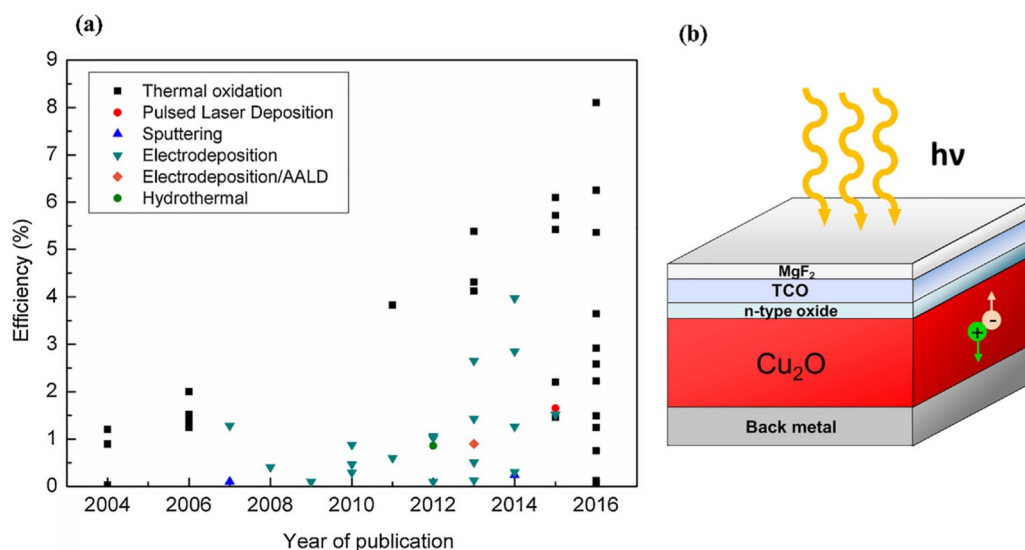 (a)
9
8
7
6
5
4
3
2
1
0
Efficiency (%)
Thermal oxidation
Pulsed Laser Deposition
Sputtering
Electrodeposition
Electrodeposition/AALD
Hydrothermal
2004 2006 2008 2010 2012 2014 2016
Year of publication
(b)
hν
MgF₂
TCO
n-type oxide
Cu₂O
Back metal
-
+